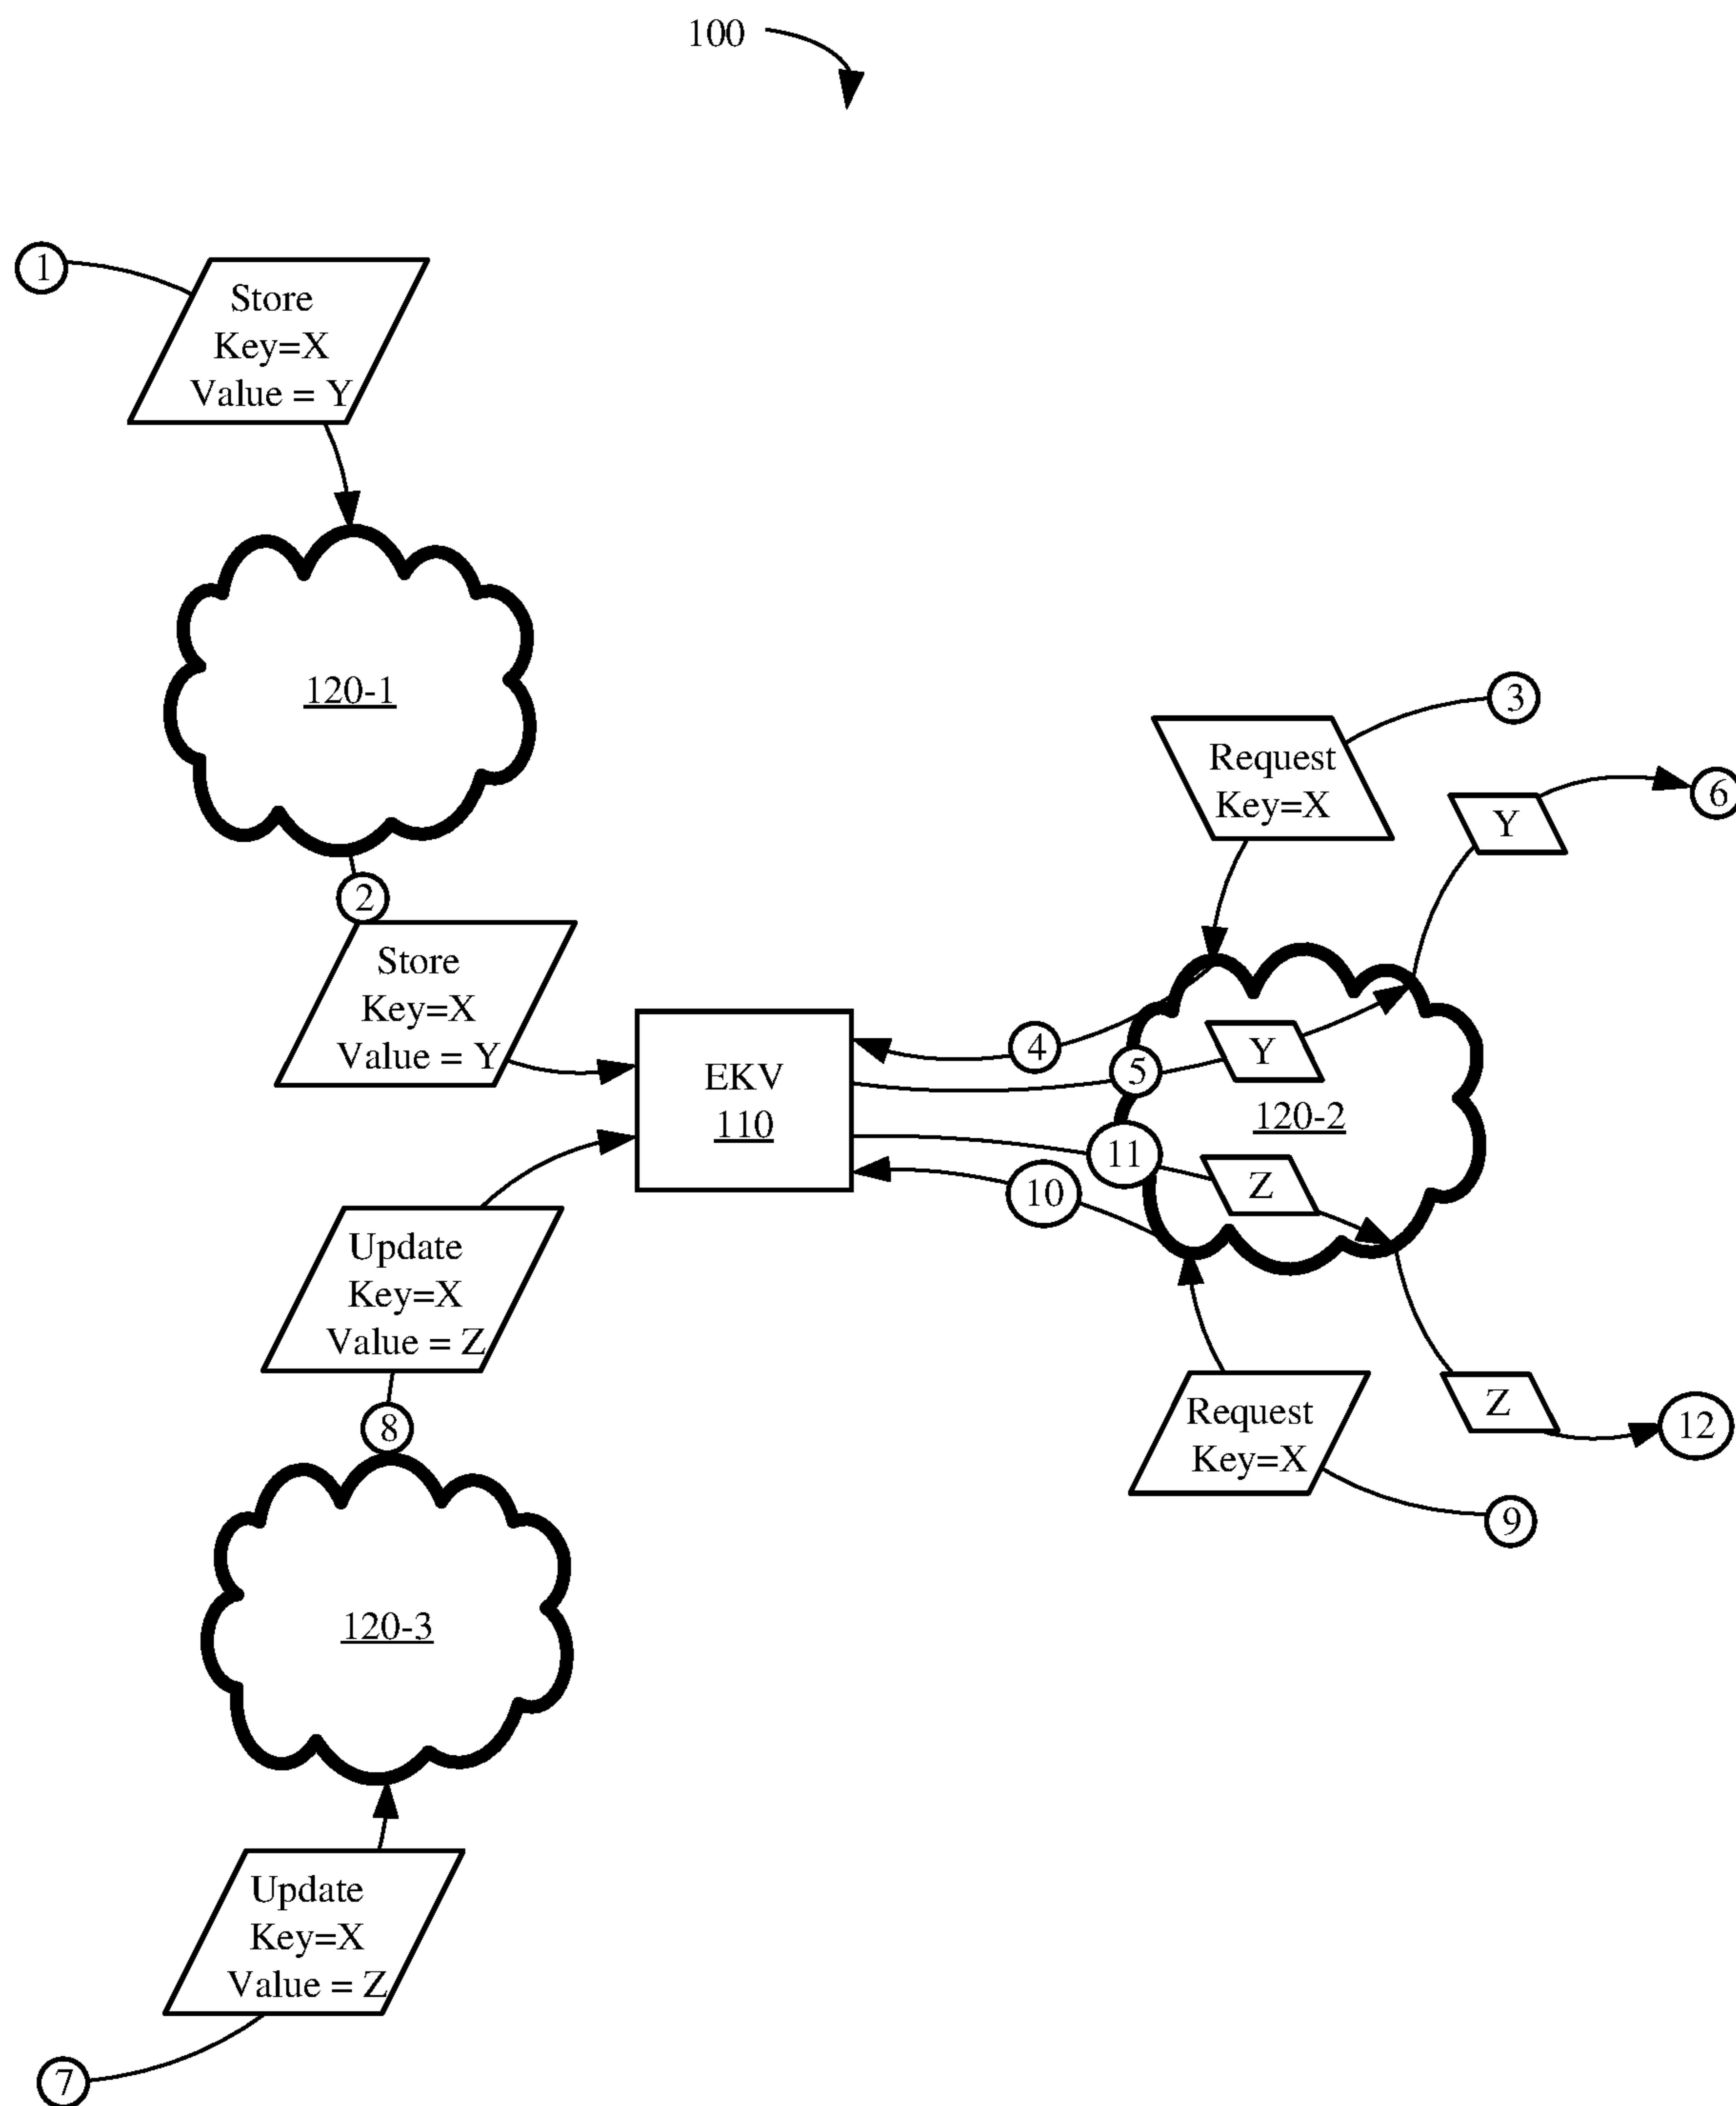 100
1
Store
Key=X
Value = Y
120-1
2
Store
Key=X
Value = Y
3
Request
Key=X
6
Y
4
5
Y
EKV
110
120-2
11
Z
10
Update
Key=X
Value = Z
8
Request
Key=X
Z
12
9
120-3
Update
Key=X
Value = Z
7